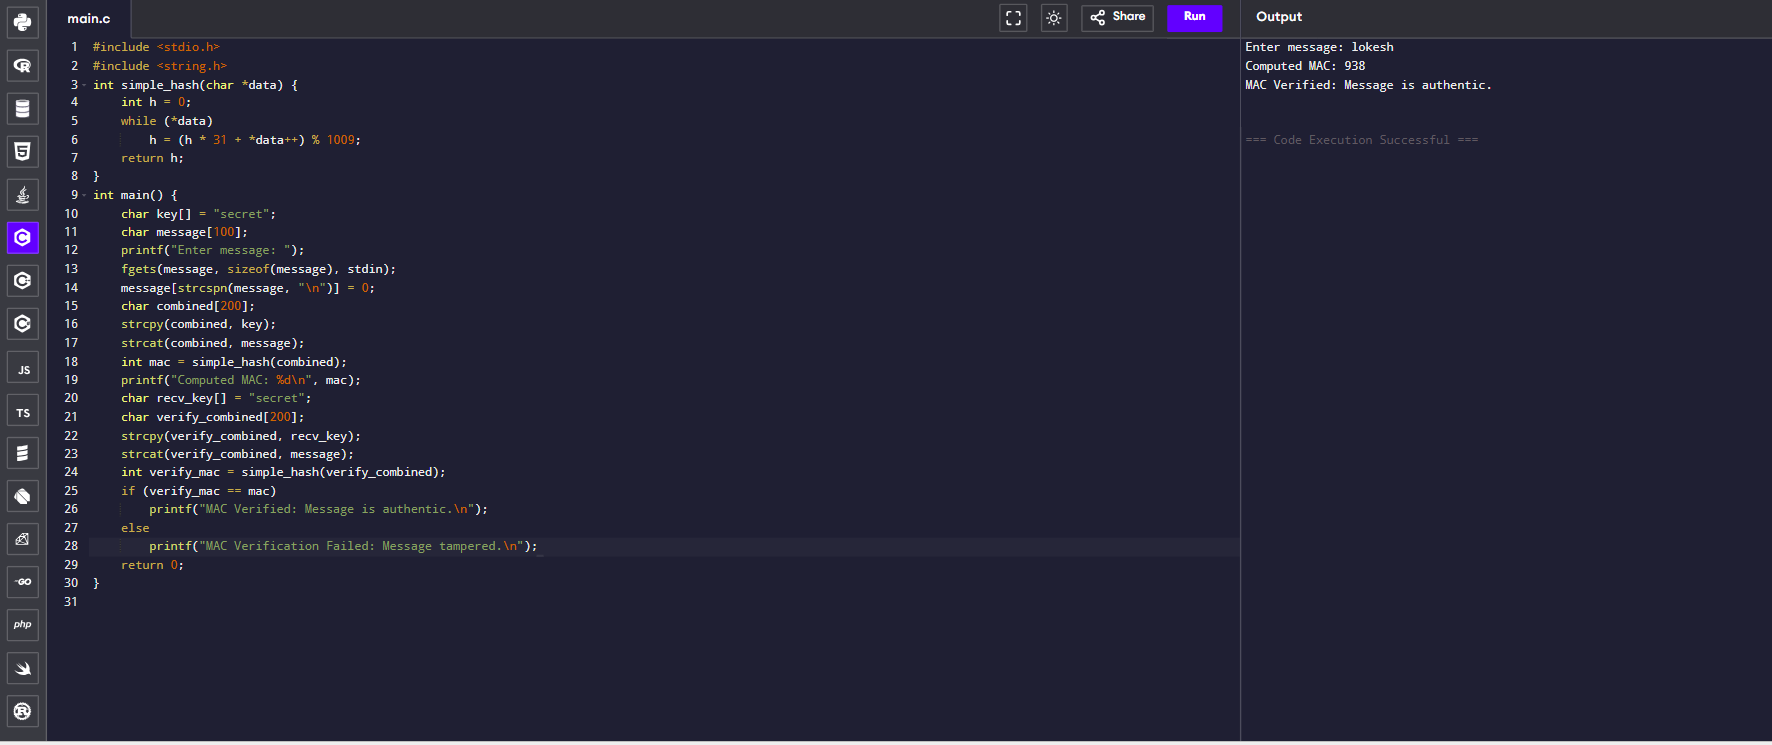 main.c
Share
Run
Output
JS
TS
GO
php
1 #include <stdio.h>
2 #include <string.h>
3 int simple_hash(char *data) {
4     int h = 0;
5     while (*data)
6         h = (h * 31 + *data++) % 1009;
7     return h;
8 }
9 int main() {
10     char key[] = "secret";
11     char message[100];
12     printf("Enter message: ");
13     fgets(message, sizeof(message), stdin);
14     message[strcspn(message, "\n")] = 0;
15     char combined[200];
16     strcpy(combined, key);
17     strcat(combined, message);
18     int mac = simple_hash(combined);
19     printf("Computed MAC: %d\n", mac);
20     char recv_key[] = "secret";
21     char verify_combined[200];
22     strcpy(verify_combined, recv_key);
23     strcat(verify_combined, message);
24     int verify_mac = simple_hash(verify_combined);
25     if (verify_mac == mac)
26         printf("MAC Verified: Message is authentic.\n");
27     else
28         printf("MAC Verification Failed: Message tampered.\n");
29     return 0;
30 }
31
Enter message: lokesh
Computed MAC: 938
MAC Verified: Message is authentic.
=== Code Execution Successful ===